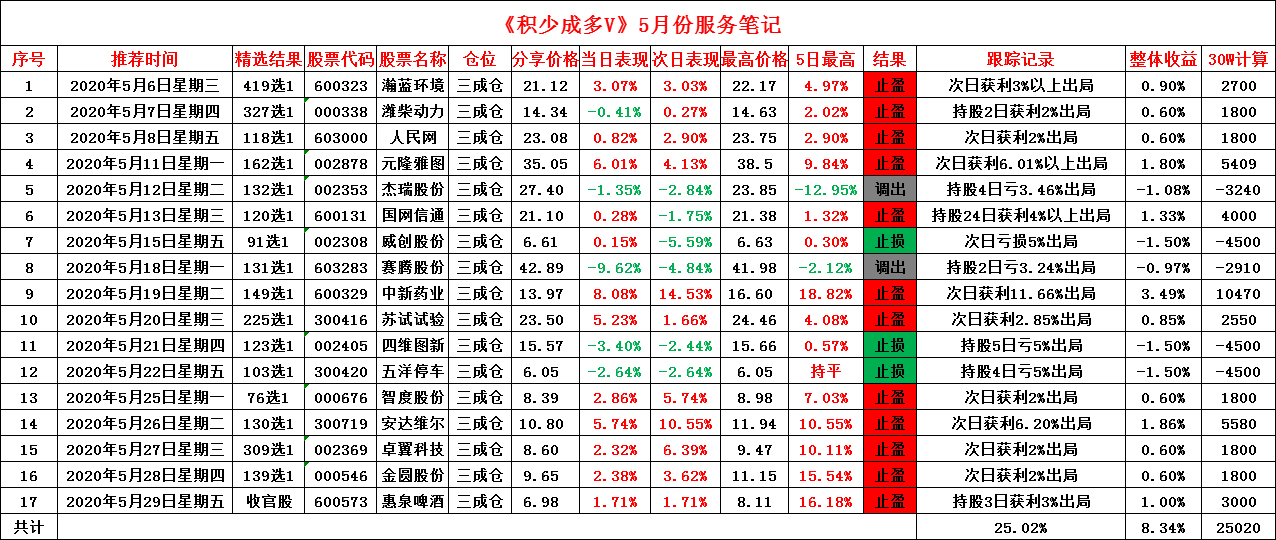 《积少成多V》5月份服务笔记
序号 推荐时间 精选结果 股票代码 股票名称 仓位 分享价格 当日表现 次日表现 最高价格 5日最高 结果 跟踪记录 整体收益 30W计算
1 2020年5月6日星期三 419选1 600323 瀚蓝环境 三成仓 21.12 3.07% 3.03% 22.17 4.97% 止盈 次日获利3%以上出局 0.90% 2700
2 2020年5月7日星期四 327选1 000338 潍柴动力 三成仓 14.34 -0.41% 0.27% 14.63 2.02% 止盈 持股2日获利2%出局 0.60% 1800
3 2020年5月8日星期五 118选1 603000 人民网 三成仓 23.08 0.82% 2.90% 23.75 2.90% 止盈 次日获利2%出局 0.60% 1800
4 2020年5月11日星期一 162选1 002878 元隆雅图 三成仓 35.05 6.01% 4.13% 38.5 9.84% 止盈 次日获利6.01%以上出局 1.80% 5409
5 2020年5月12日星期二 132选1 002353 杰瑞股份 三成仓 27.40 -1.35% -2.84% 23.85 -12.95% 调出 持股4日亏3.46%出局 -1.08% -3240
6 2020年5月13日星期三 120选1 600131 国网信通 三成仓 21.10 0.28% -1.75% 21.38 1.32% 止盈 持股24日获利4%以上出局 1.33% 4000
7 2020年5月15日星期五 91选1 002308 威创股份 三成仓 6.61 0.15% -5.59% 6.63 0.30% 止损 次日亏损5%出局 -1.50% -4500
8 2020年5月18日星期一 131选1 603283 赛腾股份 三成仓 42.89 -9.62% -4.84% 41.98 -2.12% 调出 持股2日亏3.24%出局 -0.97% -2910
9 2020年5月19日星期二 149选1 600329 中新药业 三成仓 13.97 8.08% 14.53% 16.60 18.82% 止盈 次日获利11.66%出局 3.49% 10470
10 2020年5月20日星期三 225选1 300416 苏试试验 三成仓 23.50 5.23% 1.66% 24.46 4.08% 止盈 次日获利2.85%出局 0.85% 2550
11 2020年5月21日星期四 123选1 002405 四维图新 三成仓 15.57 -3.40% -2.44% 15.66 0.57% 止损 持股5日亏5%出局 -1.50% -4500
12 2020年5月22日星期五 103选1 300420 五洋停车 三成仓 6.05 -2.64% -2.64% 6.05 持平 止损 持股4日亏5%出局 -1.50% -4500
13 2020年5月25日星期一 76选1 000676 智度股份 三成仓 8.39 2.86% 5.74% 8.98 7.03% 止盈 次日获利2%出局 0.60% 1800
14 2020年5月26日星期二 130选1 300719 安达维尔 三成仓 10.80 5.74% 10.55% 11.94 10.55% 止盈 次日获利6.20%出局 1.86% 5580
15 2020年5月27日星期三 309选1 002369 卓翼科技 三成仓 8.60 2.32% 6.39% 9.47 10.11% 止盈 次日获利2%出局 0.60% 1800
16 2020年5月28日星期四 139选1 000546 金圆股份 三成仓 9.65 2.38% 3.62% 11.15 15.54% 止盈 次日获利2%出局 0.60% 1800
17 2020年5月29日星期五 收官股 600573 惠泉啤酒 三成仓 6.98 1.71% 1.71% 8.11 16.18% 止盈 持股3日获利3%出局 1.00% 3000
共计 25.02% 8.34% 25020